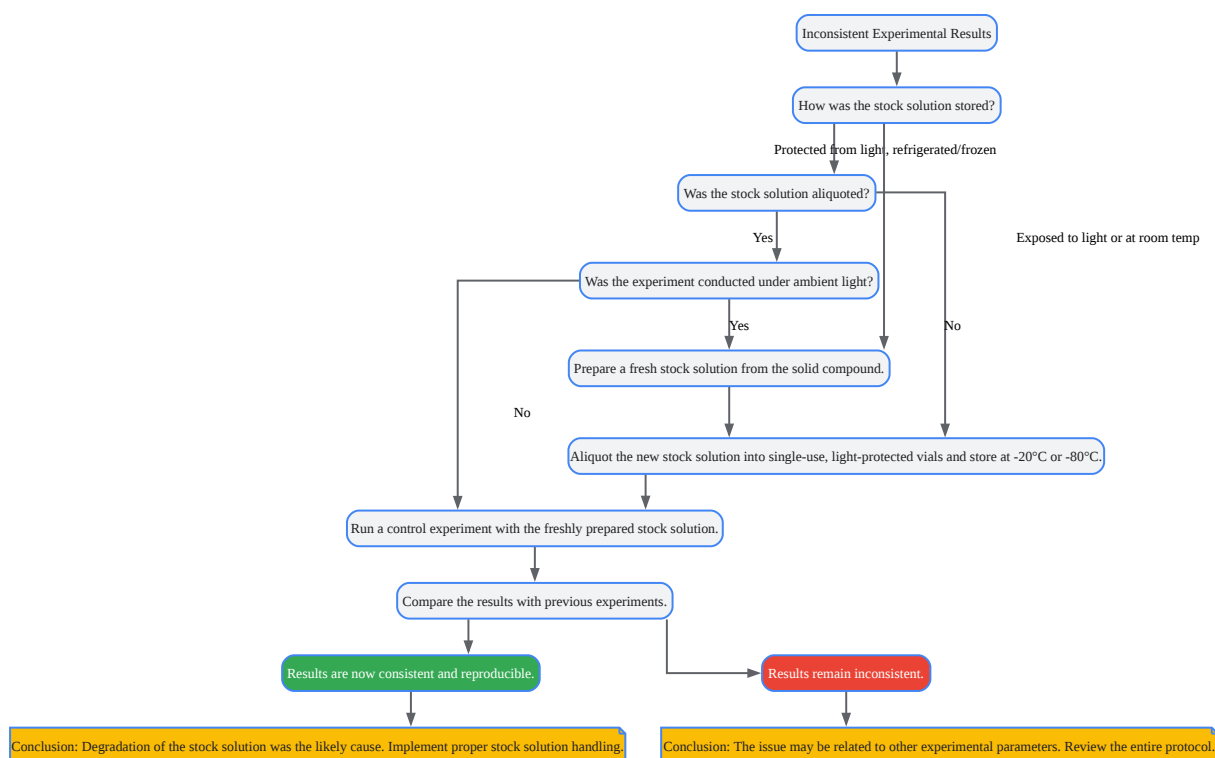 Inconsistent Experimental Results
How was the stock solution stored?
Protected from light, refrigerated/frozen
Was the stock solution aliquoted?
Yes
Exposed to light or at room temp
Was the experiment conducted under ambient light?
Yes
No
Prepare a fresh stock solution from the solid compound.
No
Aliquot the new stock solution into single-use, light-protected vials and store at -20°C or -80°C.
Run a control experiment with the freshly prepared stock solution.
Compare the results with previous experiments.
Results are now consistent and reproducible.
Results remain inconsistent.
Conclusion: Degradation of the stock solution was the likely cause. Implement proper stock solution handling.
Conclusion: The issue may be related to other experimental parameters. Review the entire protocol.